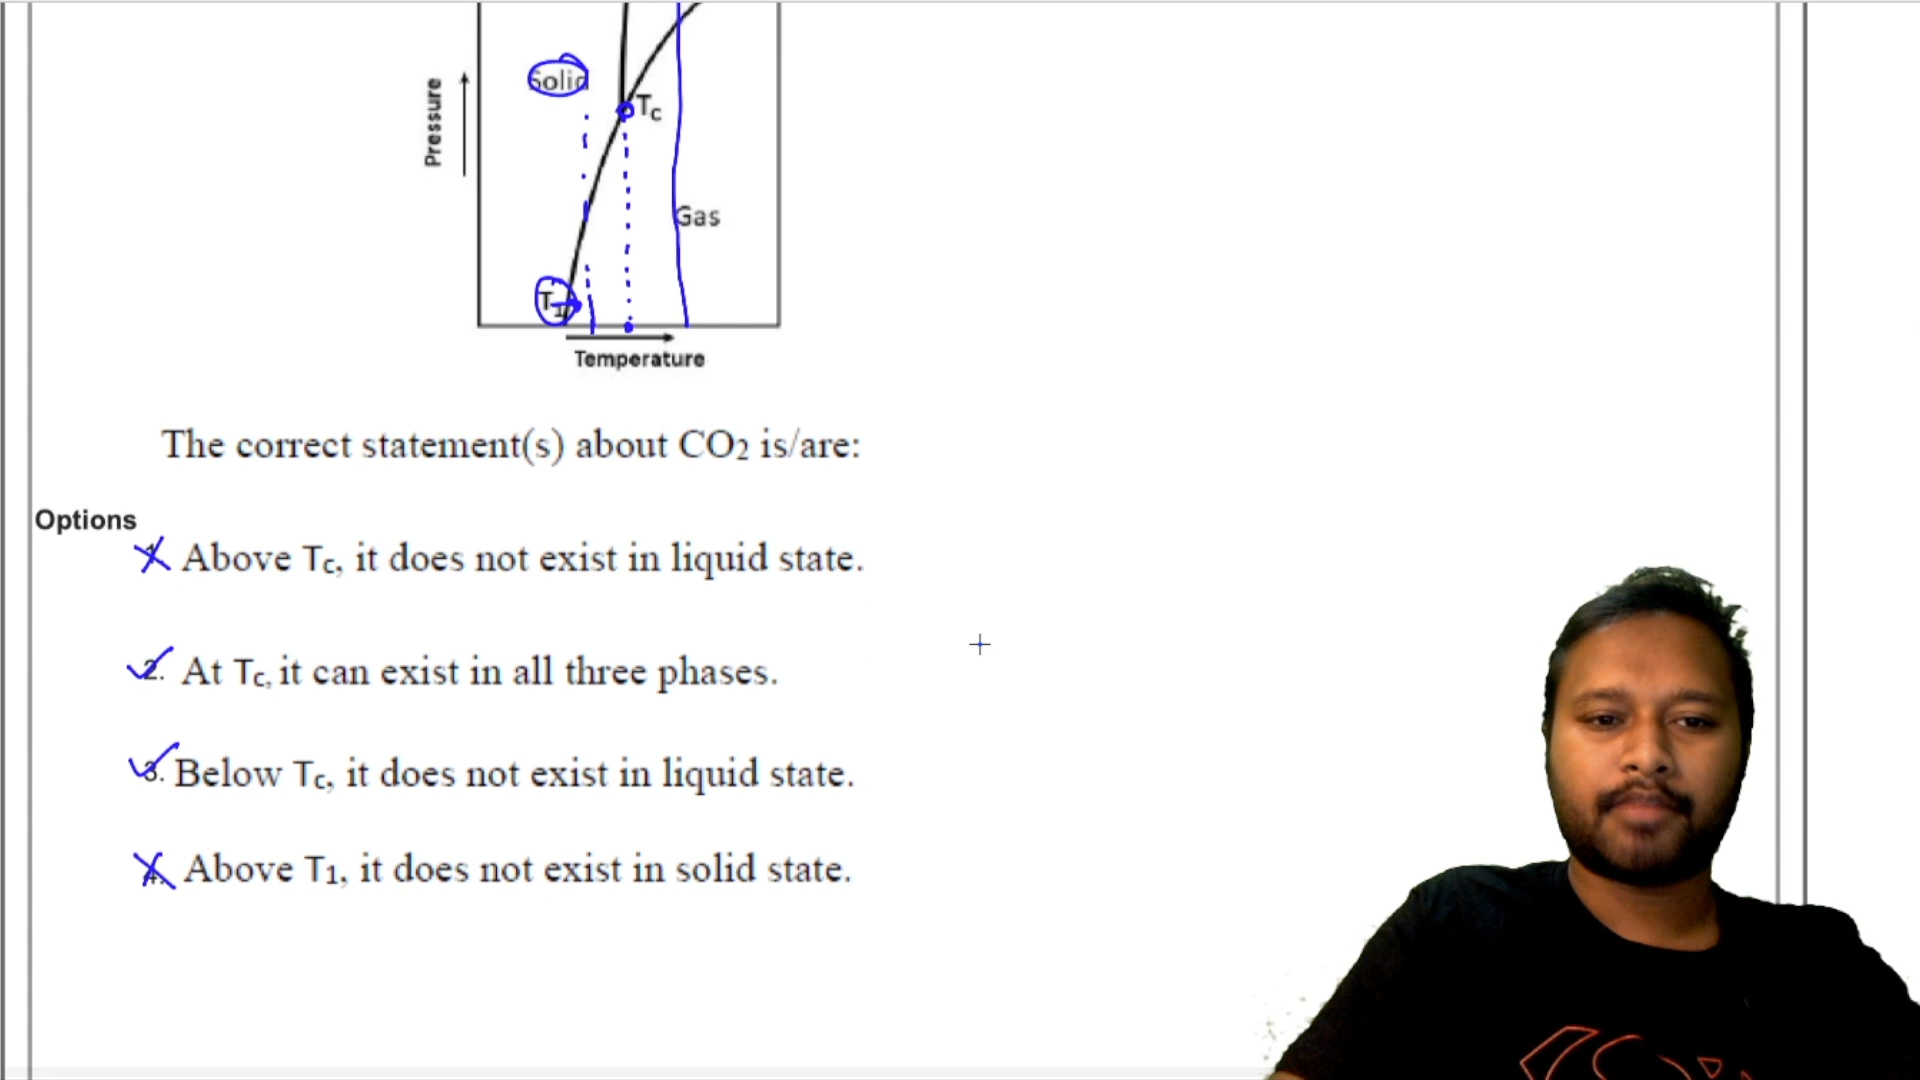 Solid
Tc
Pressure
Gas
T1
Temperature
The correct statement(s) about CO2 is/are:
Options
1. Above Tc, it does not exist in liquid state.
2. At Tc, it can exist in all three phases.
3. Below Tc, it does not exist in liquid state.
4. Above T1, it does not exist in solid state.